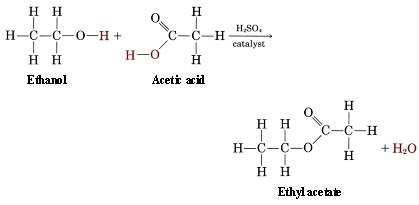 H H O H
H—C—C—O—H + C—C—H H₂SO₄
catalyst
H H H—O H
Ethanol Acetic acid
O H
H H C—C—H
H—C—C—O H + H₂O
H H
Ethyl acetate